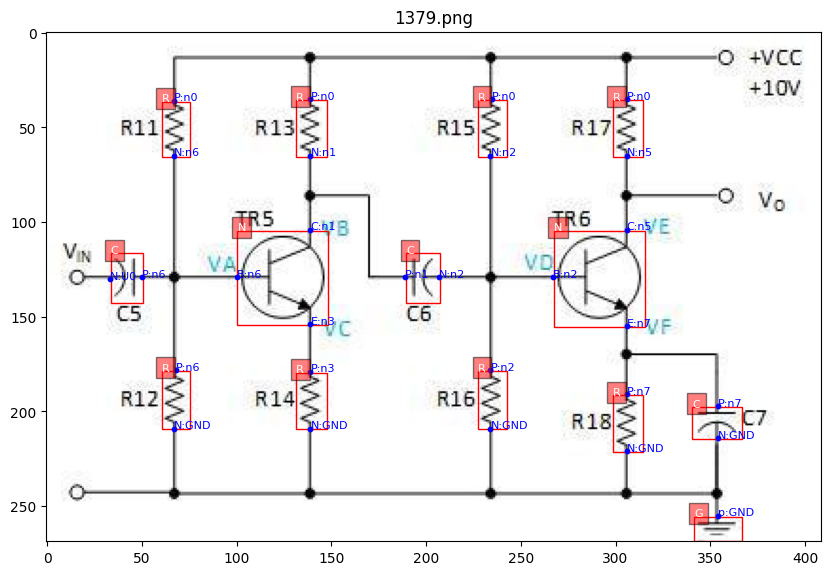 1379.png
+VCC
+10V
R P:n0
R P:n0
R P:n0
R P:n0
R11
R13
R15
R17
N:n6
N:n1
N:n2
N:n5
VO
TR5
TR6
N
N
C:n1
VB
C:n5
VE
VIN
C
C
N:U0
P:n6
VA
B:n6
P:n1
N:n2
VD
B:n2
C5
C6
E:n3
VC
E:n7
VF
R P:n6
R P:n3
R P:n2
R P:n7
C P:n7
R12
R14
R16
R18
C7
N:GND
N:GND
N:GND
N:GND
N:GND
G p:GND
0
50
100
150
200
250
0 50 100 150 200 250 300 350 400